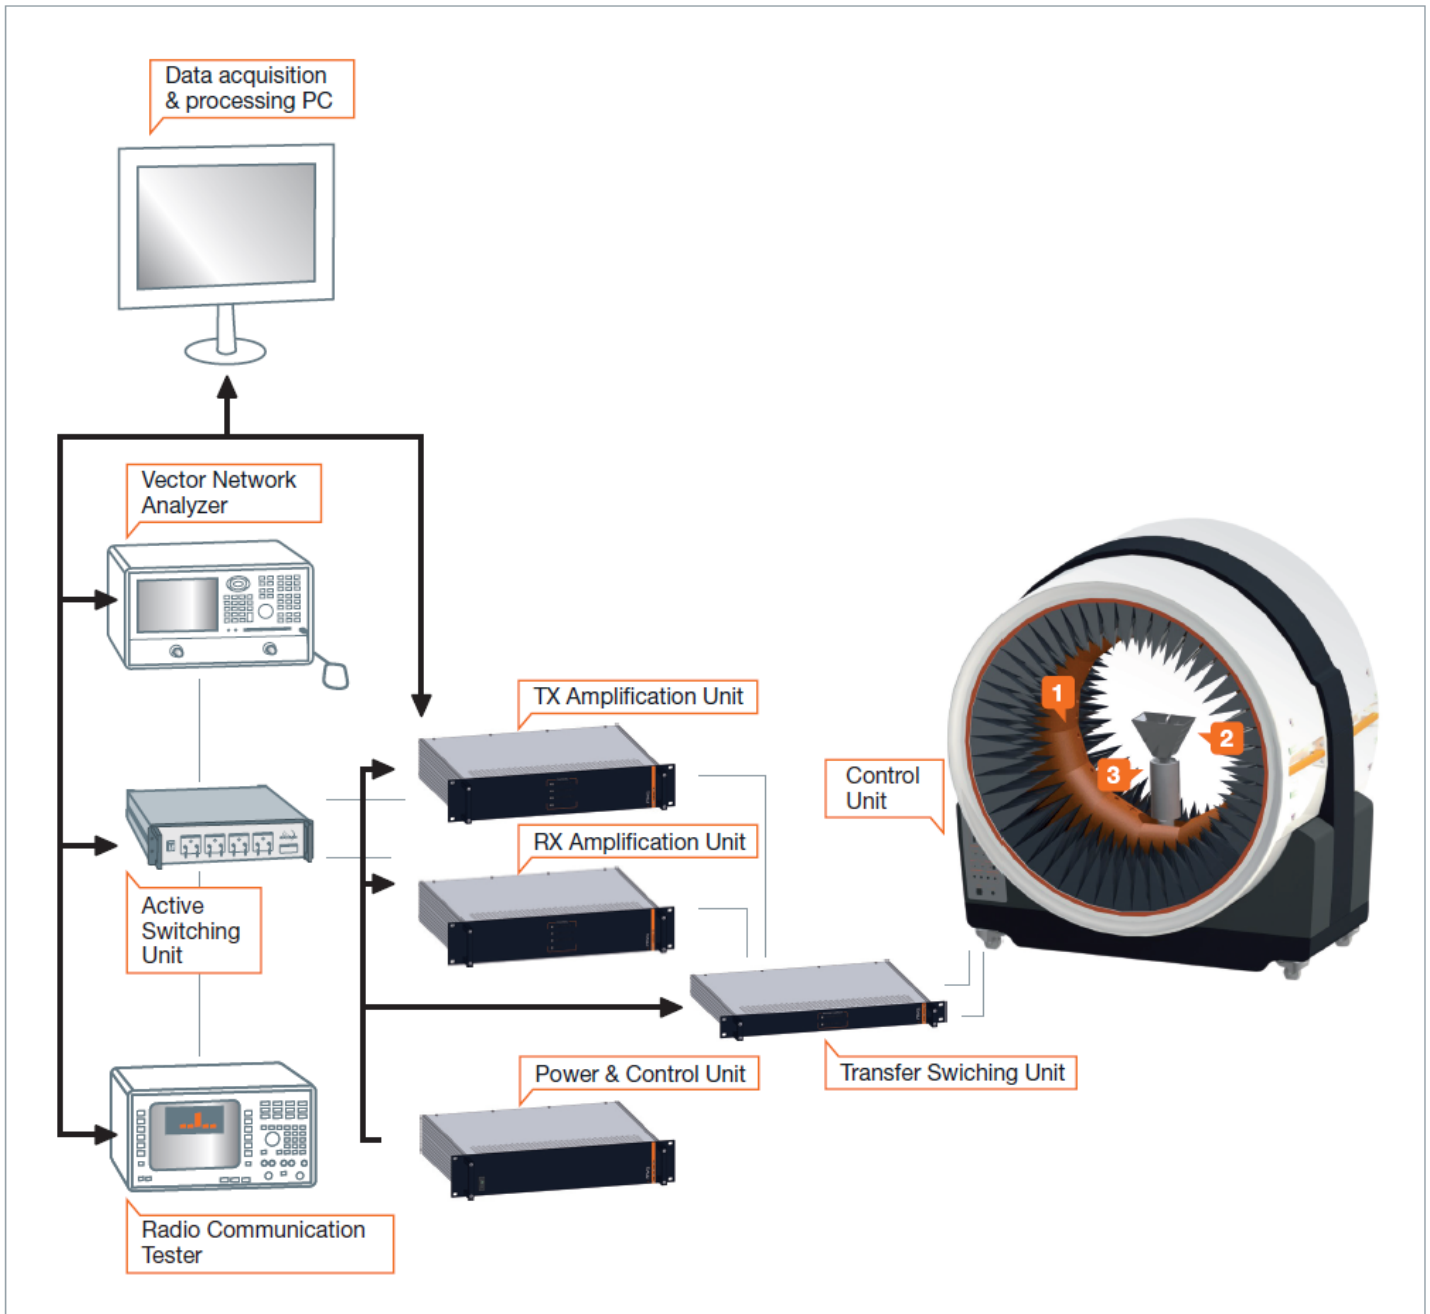 Data acquisition
& processing PC
Vector Network
Analyzer
TX Amplification Unit
1
2
3
Control
Unit
RX Amplification Unit
Active
Switching
Unit
Power & Control Unit
Transfer Swiching Unit
Radio Communication
Tester